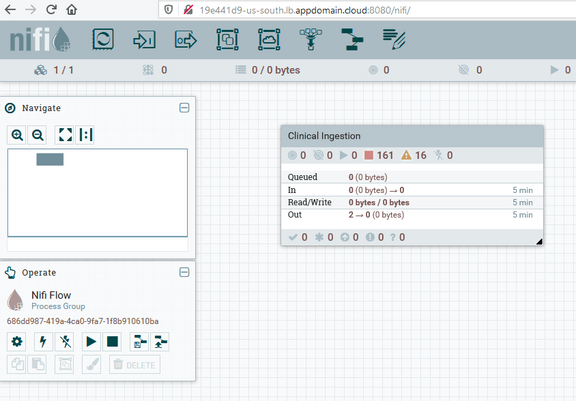 19e441d9-us-south.lb.appdomain.cloud:8080/nifi/
nifi
1 / 1 0 0 / 0 bytes 0 0 0
Navigate
Clinical Ingestion
0 0 0 161 16 0
Queued 0 (0 bytes)
In 0 (0 bytes) → 0 5 min
Read/Write 0 bytes / 0 bytes 5 min
Out 2 → 0 (0 bytes) 5 min
0 0 0 0 ? 0
Operate
Nifi Flow
Process Group
686dd987-419a-4ca0-9fa7-1f8b910610ba
DELETE